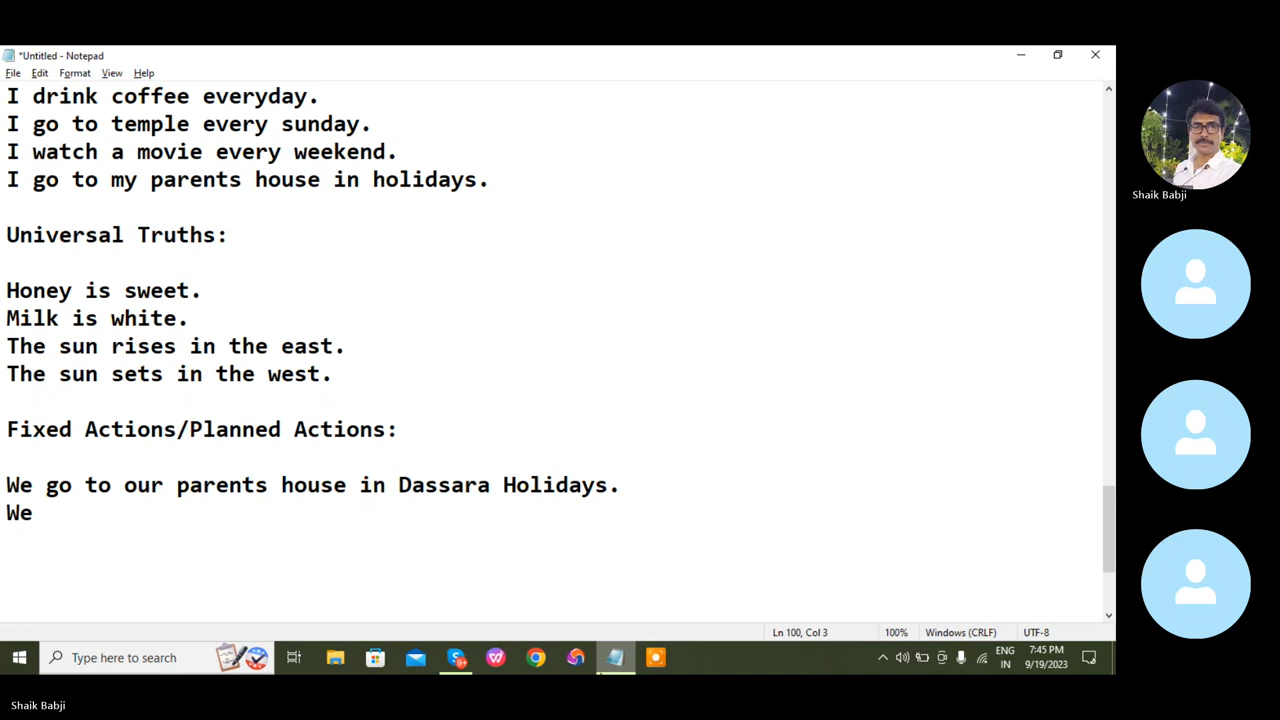 *Untitled - Notepad
File Edit Format View Help
I drink coffee everyday.
I go to temple every sunday.
I watch a movie every weekend.
I go to my parents house in holidays.
Universal Truths:
Honey is sweet.
Milk is white.
The sun rises in the east.
The sun sets in the west.
Fixed Actions/Planned Actions:
We go to our parents house in Dassara Holidays.
We
Ln 100, Col 3 100% Windows (CRLF) UTF-8
Type here to search
ENG
IN
7:45 PM
9/19/2023
Shaik Babji
Shaik Babji